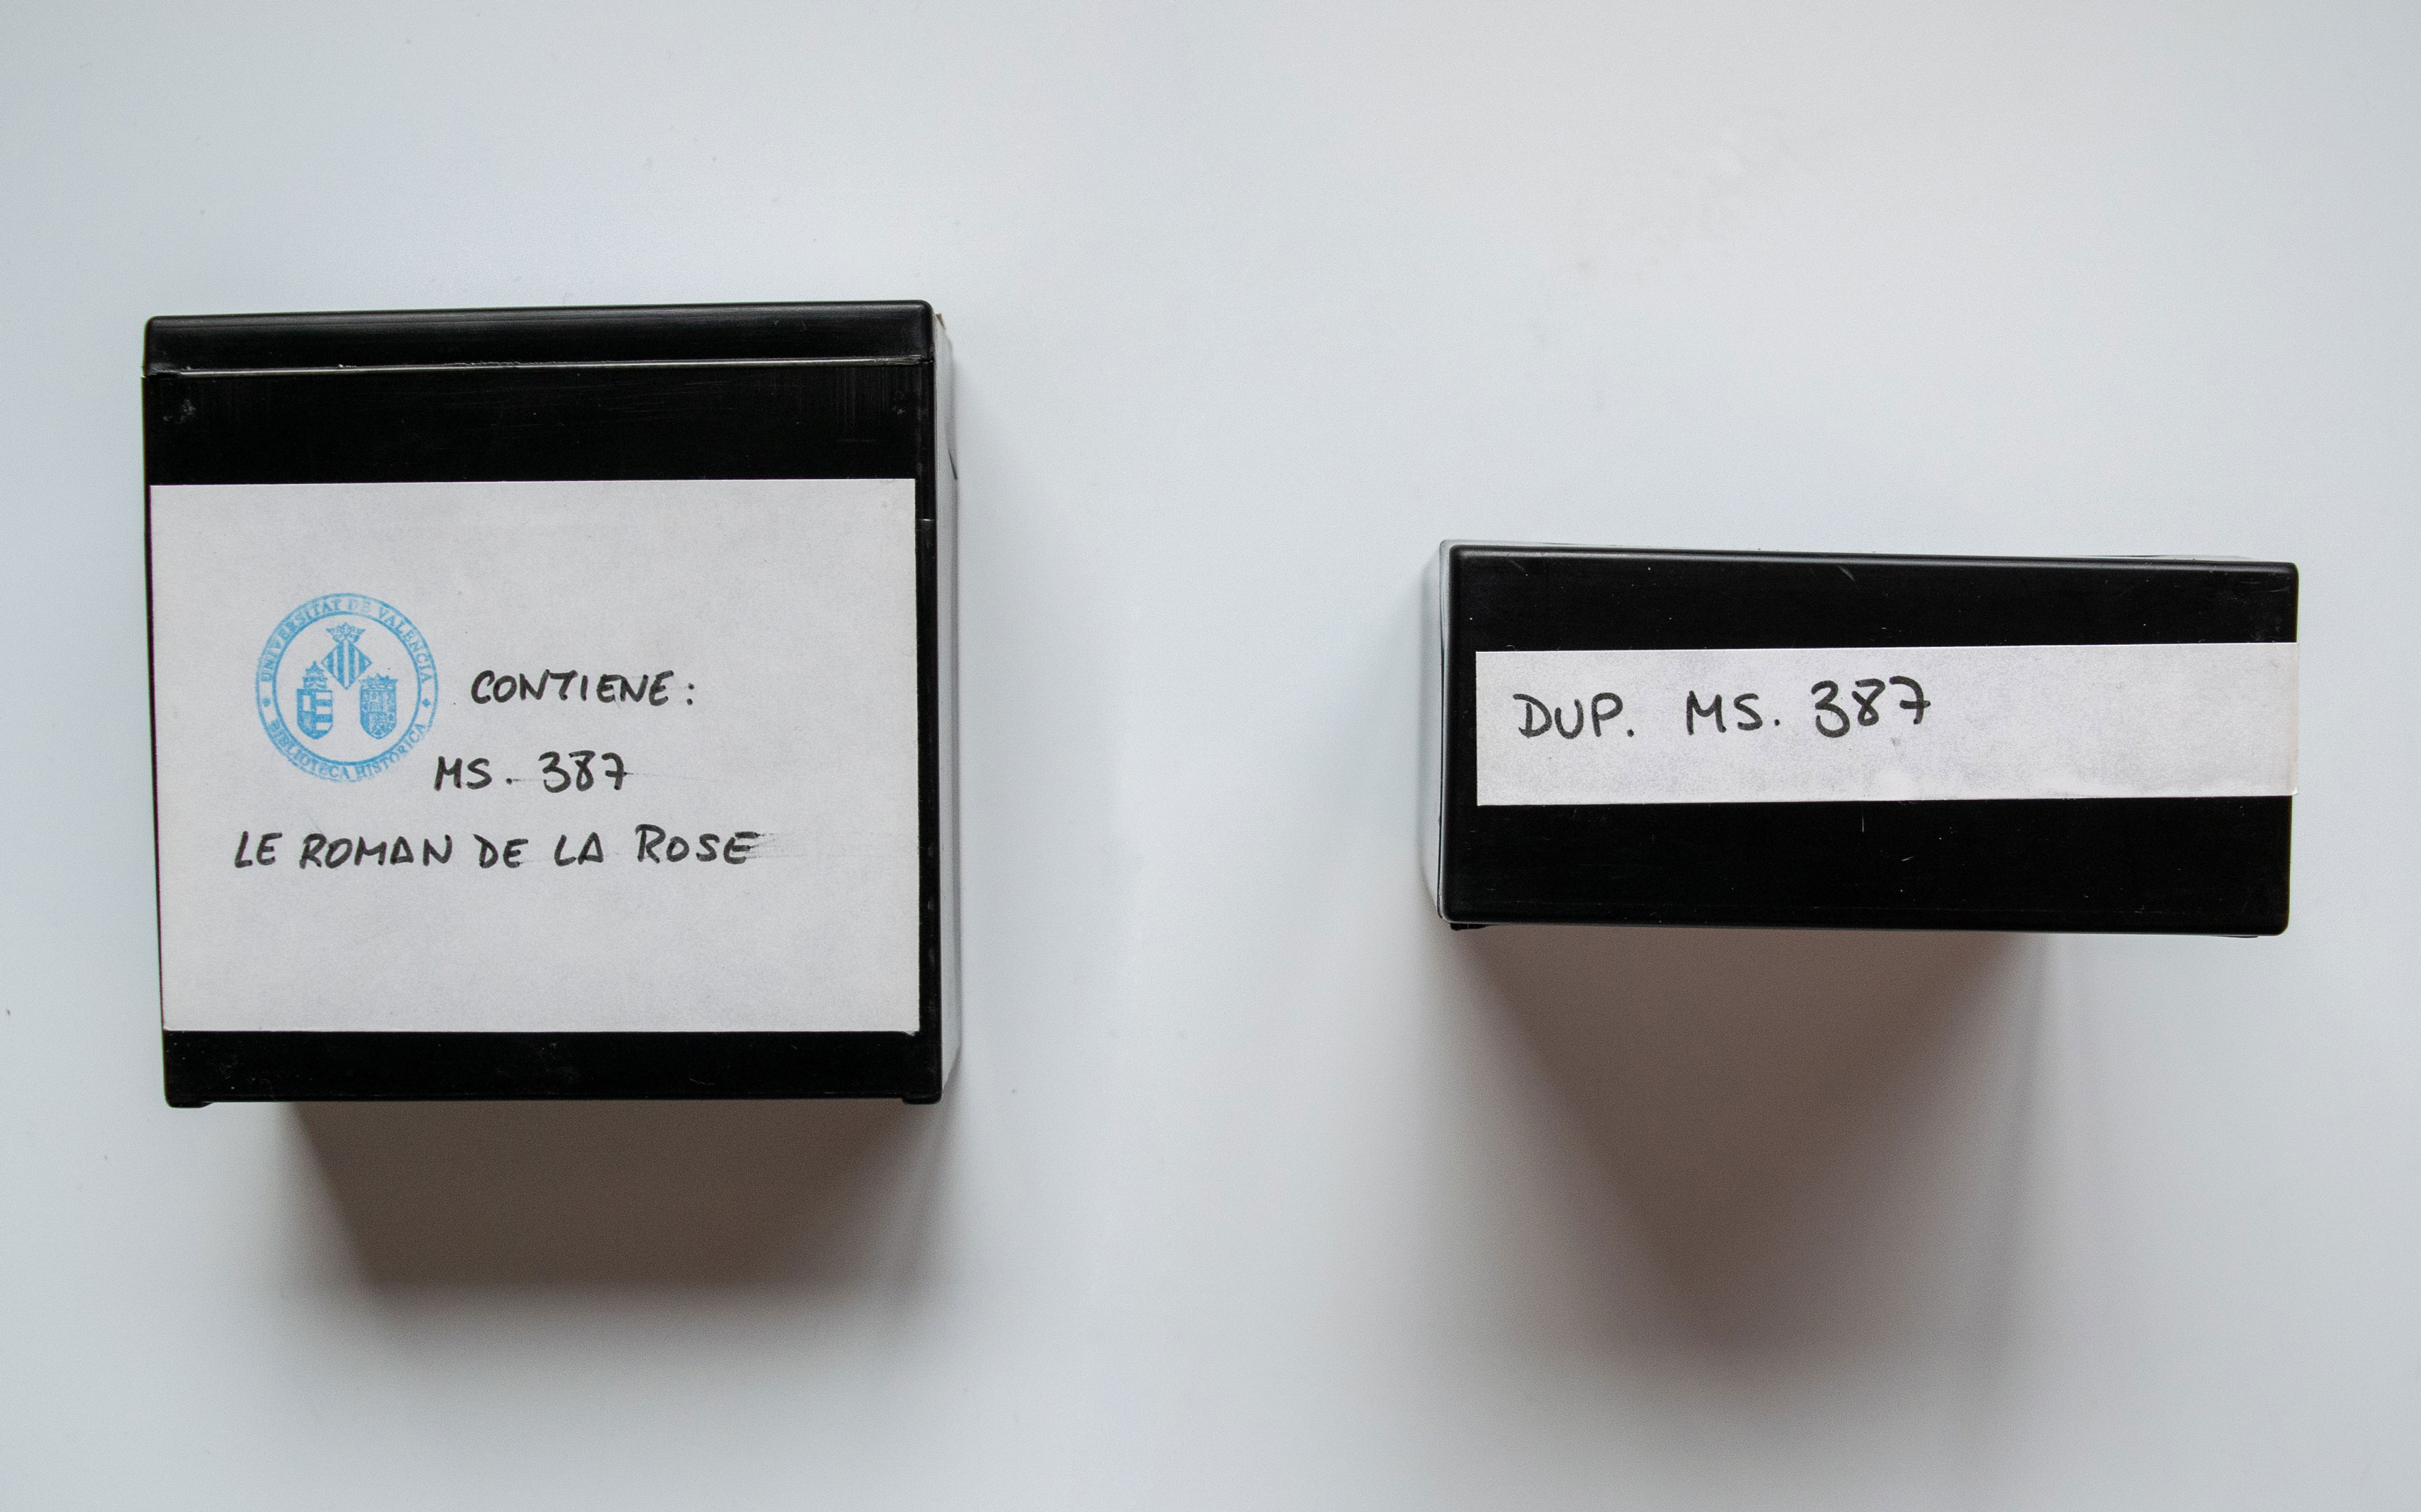 UNIVERSITAT DE VALÈNCIA
BIBLIOTECA HISTÒRICA
CONTIENE:
MS. 387
LE ROMAN DE LA ROSE
DUP. MS. 387